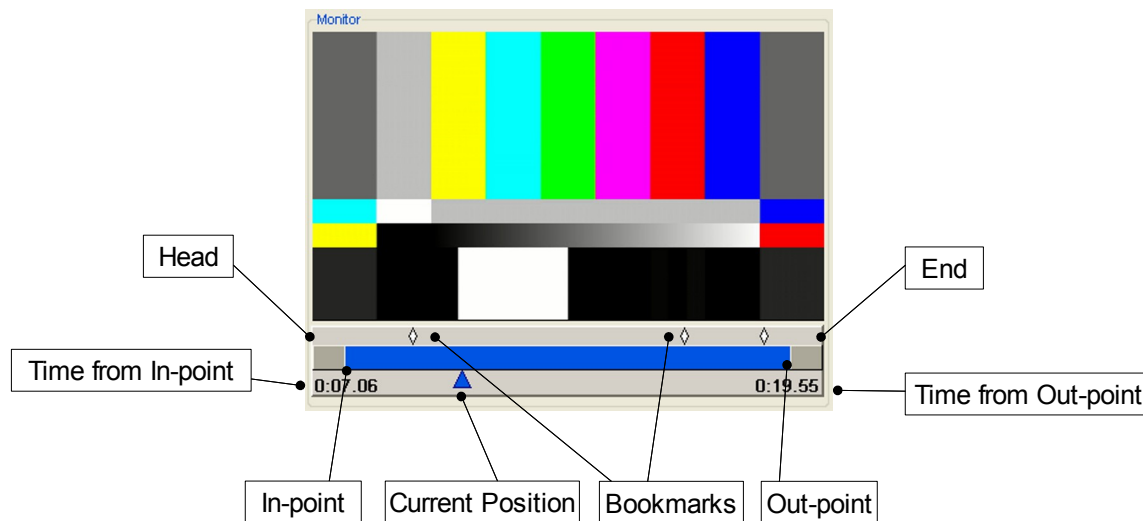 Monitor
Head
End
Time from In-point
0:07.06
0:19.55
Time from Out-point
In-point
Current Position
Bookmarks
Out-point